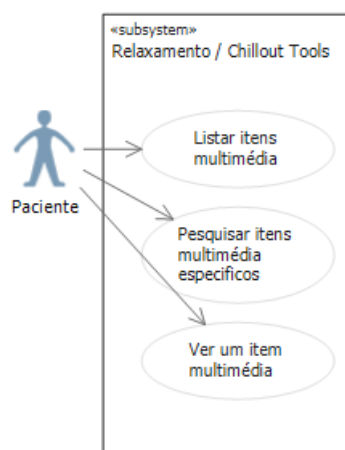 «subsystem»
Relaxamento / Chillout Tools
Listar itens
multimédia
Paciente
Pesquisar itens
multimédia
especificos
Ver um item
multimédia